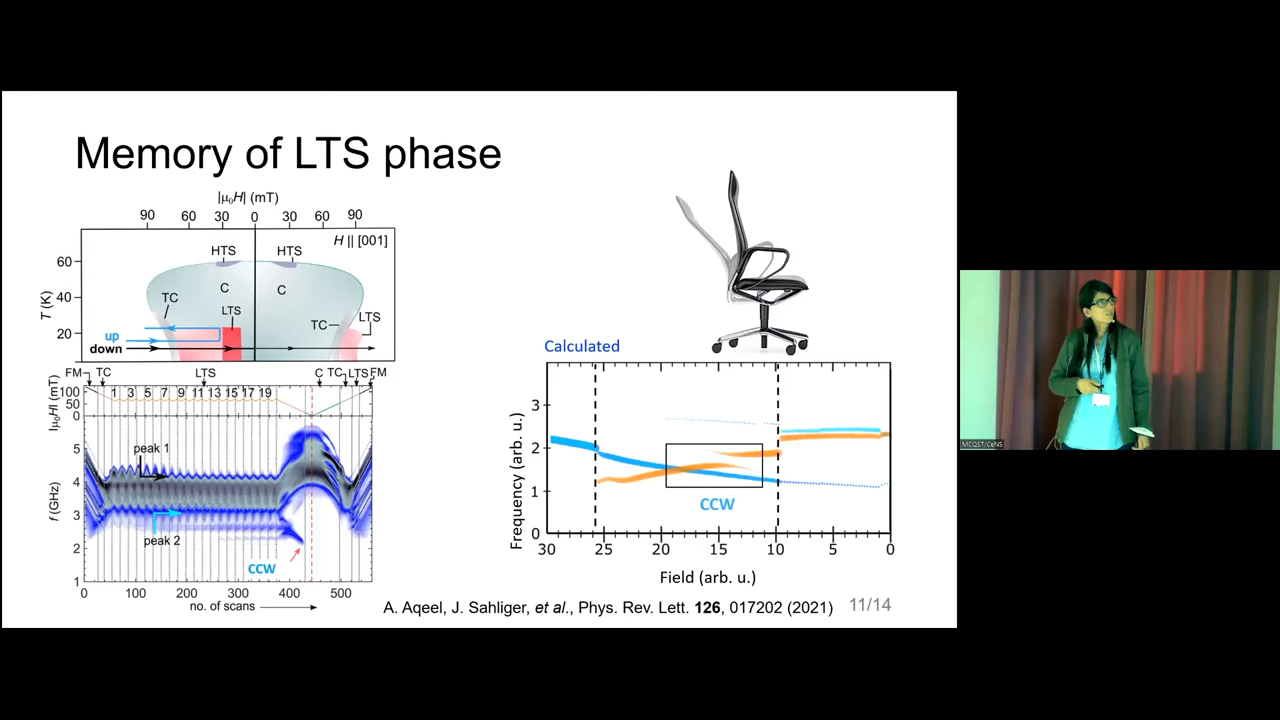 Memory of LTS phase
|μ₀H| (mT)
90 60 30 0 30 60 90
H || [001]
HTS HTS
60
C C
T (K)
40
TC LTS LTS
TC
20
up
down
FM TC LTS C TC LTS FM
1 3 5 7 9 11 13 15 17 19
|μ₀H| (mT)
100
50
0
5
peak 1
4
f (GHz)
3
peak 2
2
CCW
1
0 100 200 300 400 500
no. of scans
Calculated
Frequency (arb. u.)
3
2
1
0
CCW
30 25 20 15 10 5 0
Field (arb. u.)
A. Aqeel, J. Sahliger, et al., Phys. Rev. Lett. 126, 017202 (2021)
11/14
MCQST/CeNS